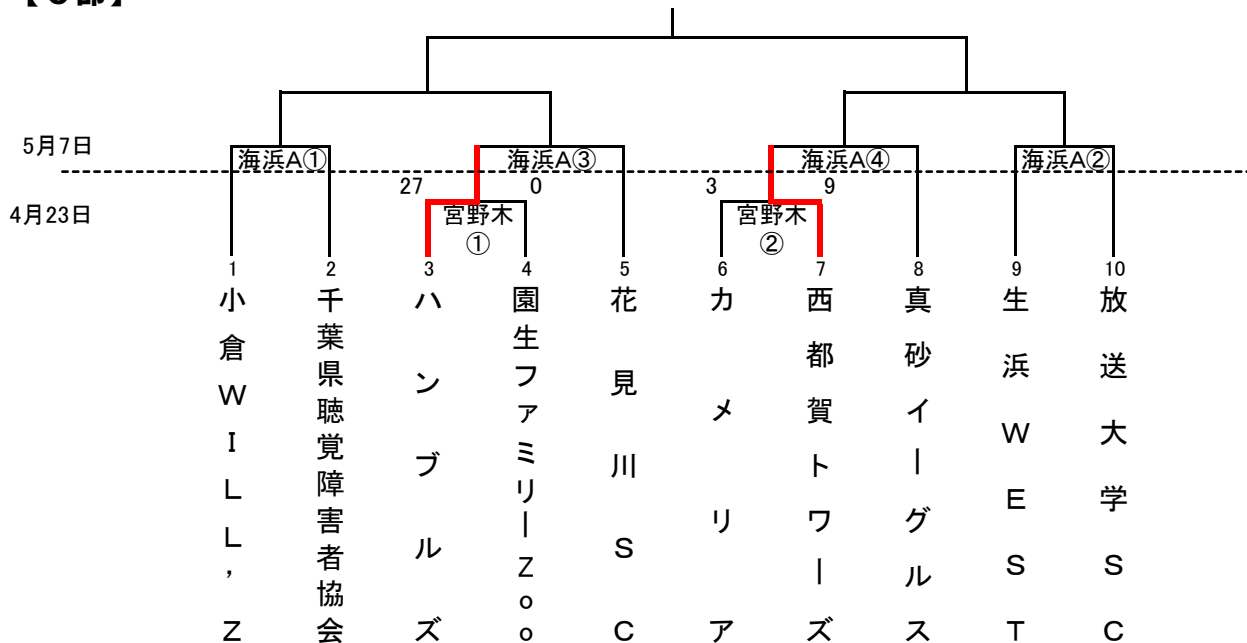 5月7日
海浜A①
海浜A③
海浜A④
海浜A②
27
0
3
9
4月23日
宮野木
①
宮野木
②
1
2
3
4
5
6
7
8
9
10
小倉ＷＩＬＬ’Ｚ
千葉県聴覚障害者協会
ハンブルズ
園生ファミリーＺｏｏ
花見川ＳＣ
カメリア
西都賀トワーズ
真砂イーグルス
生浜ＷＥＳＴ
放送大学ＳＣ